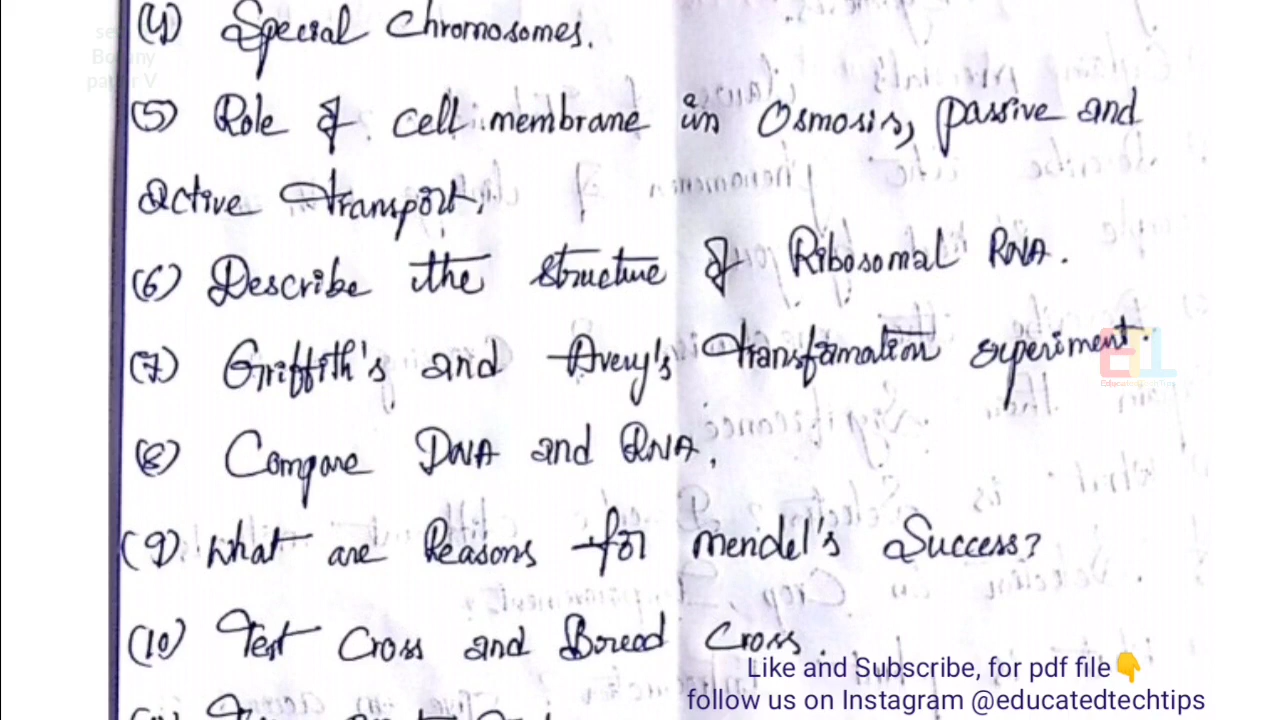 (4) Special Chromosomes.
(5) Role of cell membrane in Osmosis, passive and
active transport.
(6) Describe the structure of Ribosomal RNA.
(7) Griffith's and Avery's transfamation experiment.
(8) Compare DNA and RNA.
(9) What are Reasons for mendel's Success?
(10) Test Cross and Boread Cross.
Like and Subscribe, for pdf file👇
follow us on Instagram @educatedtechtips